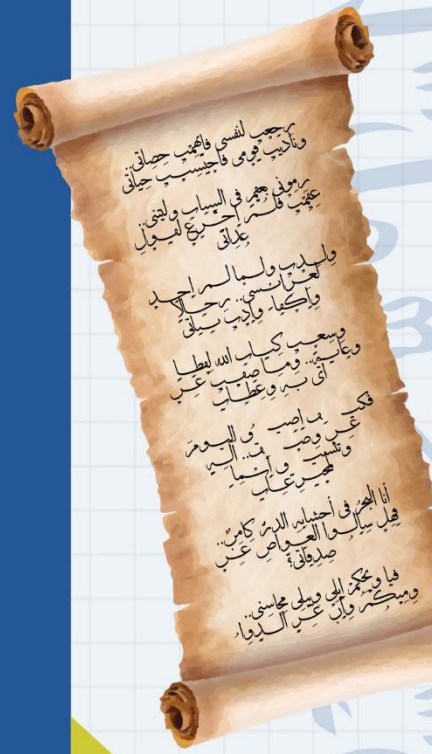 رجعت لنفسي فاتهمت حصاتي..
وناديت قومي فاحتسبت حياتي
رموني بعقم في الشباب وليتني..
عقمت فلم أجزع لقول
عداتي
ولدت ولما لم أجد
لعرائسي.. رجالا
وأكفاء وأدت بناتي
وسعت كتاب الله لفظا
وغاية.. وما ضقت عن
آي به وعظات
اليوم
عن
أنا البحر في أحشائه الدر كامن..
فهل سألوا الغواص عن
صدفاتي؟
فيا ويحكم أبلى وتبلى محاسني..
ومنكم وإن عز الدواء